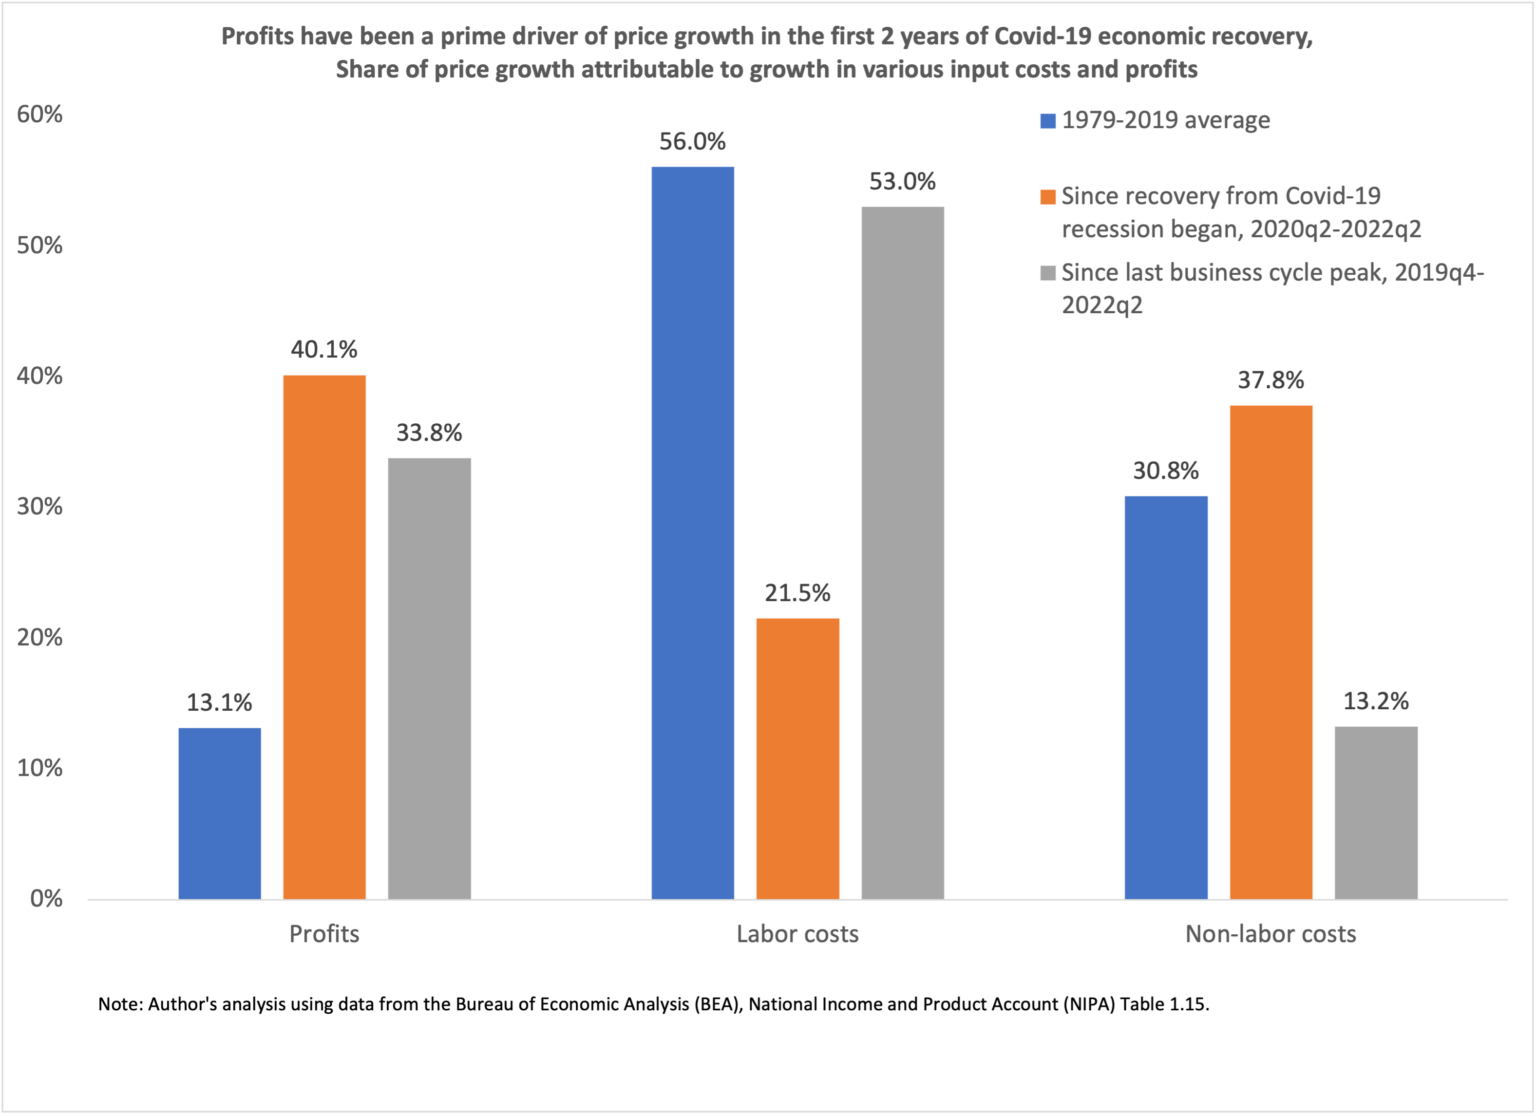 Profits have been a prime driver of price growth in the first 2 years of Covid-19 economic recovery,
Share of price growth attributable to growth in various input costs and profits
60%
50%
40%
30%
20%
10%
0%
1979-2019 average
Since recovery from Covid-19
recession began, 2020q2-2022q2
Since last business cycle peak, 2019q4-
2022q2
13.1%
40.1%
33.8%
56.0%
21.5%
53.0%
30.8%
37.8%
13.2%
Profits
Labor costs
Non-labor costs
Note: Author's analysis using data from the Bureau of Economic Analysis (BEA), National Income and Product Account (NIPA) Table 1.15.